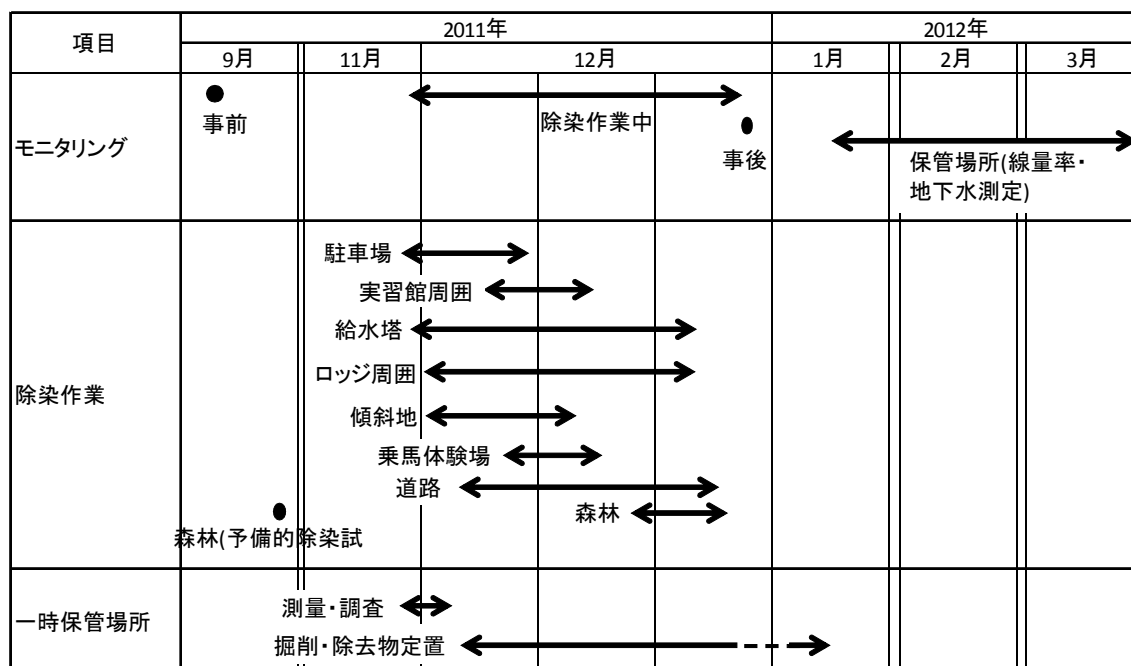 項目
2011年
2012年
9月
11月
12月
1月
2月
3月
モニタリング
事前
除染作業中
事後
保管場所(線量率・
地下水測定)
除染作業
駐車場
実習館周囲
給水塔
ロッジ周囲
傾斜地
乗馬体験場
道路
森林
森林(予備的除染試
一時保管場所
測量・調査
掘削・除去物定置